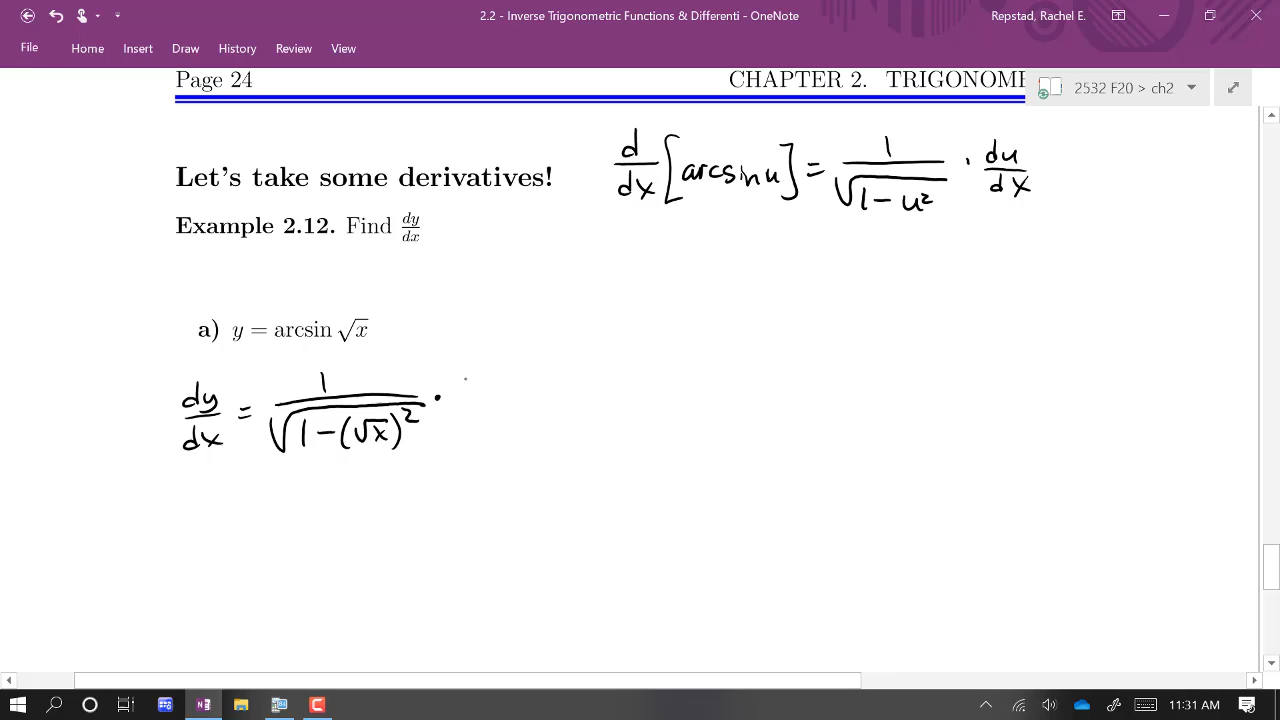 2.2 - Inverse Trigonometric Functions & Differenti - OneNote
Repstad, Rachel E.
File Home Insert Draw History Review View
Page 24 CHAPTER 2. TRIGONOME
2532 F20 > ch2
d/dx [arcsin u] = 1/√(1 - u²) · du/dx
Let's take some derivatives!
Example 2.12. Find dy/dx
a) y = arcsin √x
dy/dx = 1/√(1 - (√x)²) ·
11:31 AM